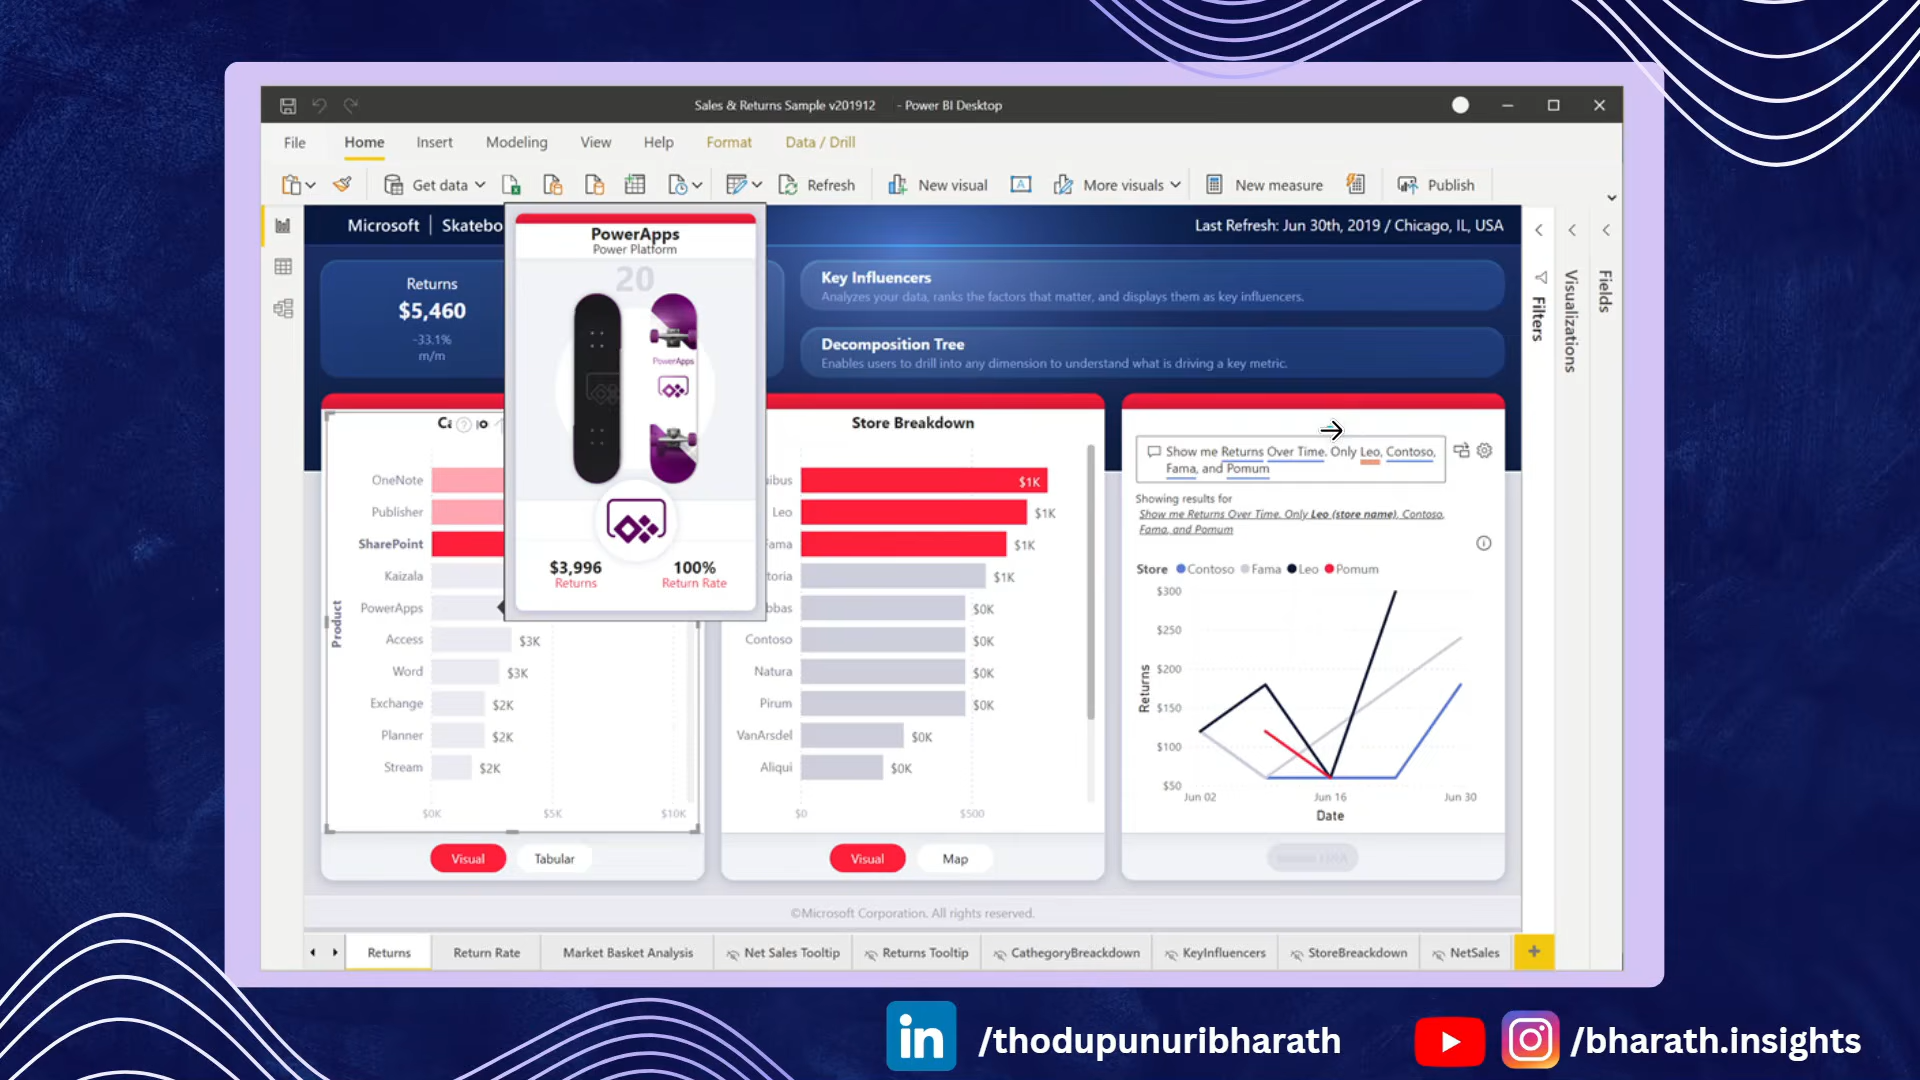 Sales & Returns Sample v201912 - Power BI Desktop
File Home Insert Modeling View Help Format Data / Drill
Get data Refresh New visual A More visuals New measure Publish
Microsoft | Skatebo
Last Refresh: Jun 30th, 2019 / Chicago, IL, USA
Returns
$5,460
-33.1%
m/m
PowerApps
Power Platform
20
PowerApps
$3,996 100%
Returns Return Rate
Key Influencers
Analyzes your data, ranks the factors that matter, and displays them as key influencers.
Decomposition Tree
Enables users to drill into any dimension to understand what is driving a key metric.
Filters
Visualizations
Fields
Product
OneNote
Publisher
SharePoint
Kaizala
PowerApps
Access $3K
Word $3K
Exchange $2K
Planner $2K
Stream $2K
$0K $5K $10K
Visual Tabular
Store Breakdown
ibus $1K
Leo $1K
Fama $1K
toria $1K
bbas $0K
Contoso $0K
Natura $0K
Pirum $0K
VanArsdel $0K
Aliqui $0K
$0 $500
Visual Map
Show me Returns Over Time. Only Leo, Contoso,
Fama, and Pomum
Showing results for
Show me Returns Over Time. Only Leo (store name), Contoso,
Fama, and Pomum
Store Contoso Fama Leo Pomum
Returns
$300
$250
$200
$150
$100
$50
Jun 02 Jun 16 Jun 30
Date
©Microsoft Corporation. All rights reserved.
Returns Return Rate Market Basket Analysis Net Sales Tooltip Returns Tooltip CathegoryBreakdown KeyInfluencers StoreBreakdown NetSales +
in /thodupunuribharath /bharath.insights